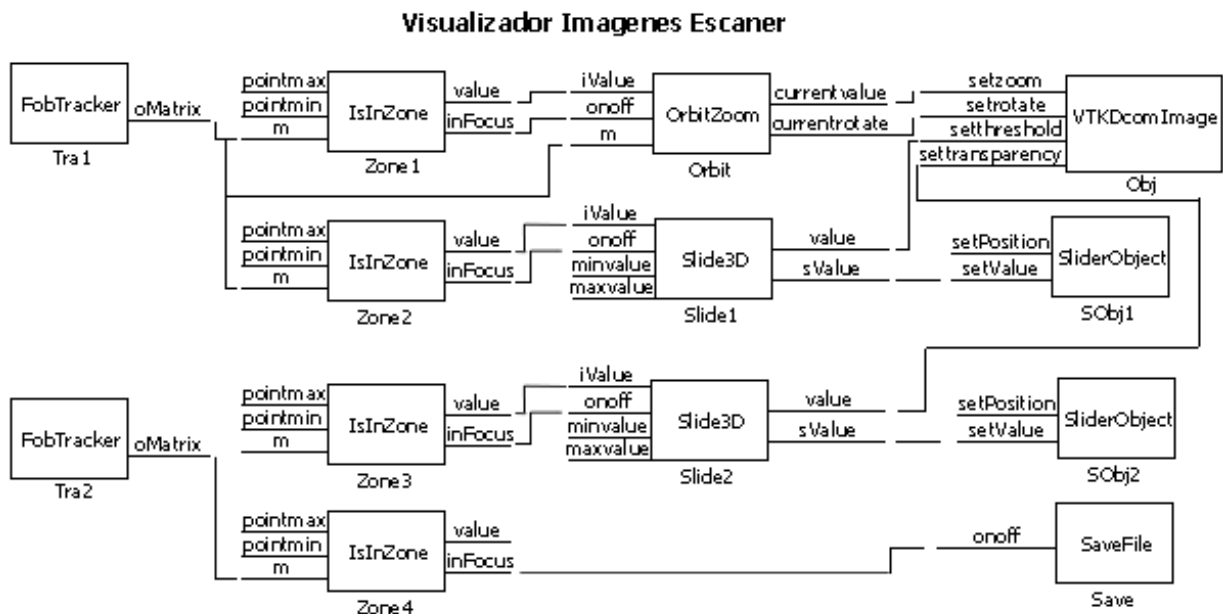 Visualizador Imagenes Escaner
FobTracker
oMatrix
Tra1
pointmax
pointmin
m
IsInZone
value
inFocus
Zone1
iValue
onoff
m
OrbitZoom
currentvalue
currentrotate
Orbit
setzoom
setrotate
setthreshold
settransparency
VTKDcomImage
Obj
pointmax
pointmin
m
IsInZone
value
inFocus
Zone2
iValue
onoff
minvalue
maxvalue
Slide3D
value
sValue
Slide1
setPosition
setValue
SliderObject
SObj1
FobTracker
oMatrix
Tra2
pointmax
pointmin
m
IsInZone
value
inFocus
Zone3
iValue
onoff
minvalue
maxvalue
Slide3D
value
sValue
Slide2
setPosition
setValue
SliderObject
SObj2
pointmax
pointmin
m
IsInZone
value
inFocus
Zone4
onoff
SaveFile
Save